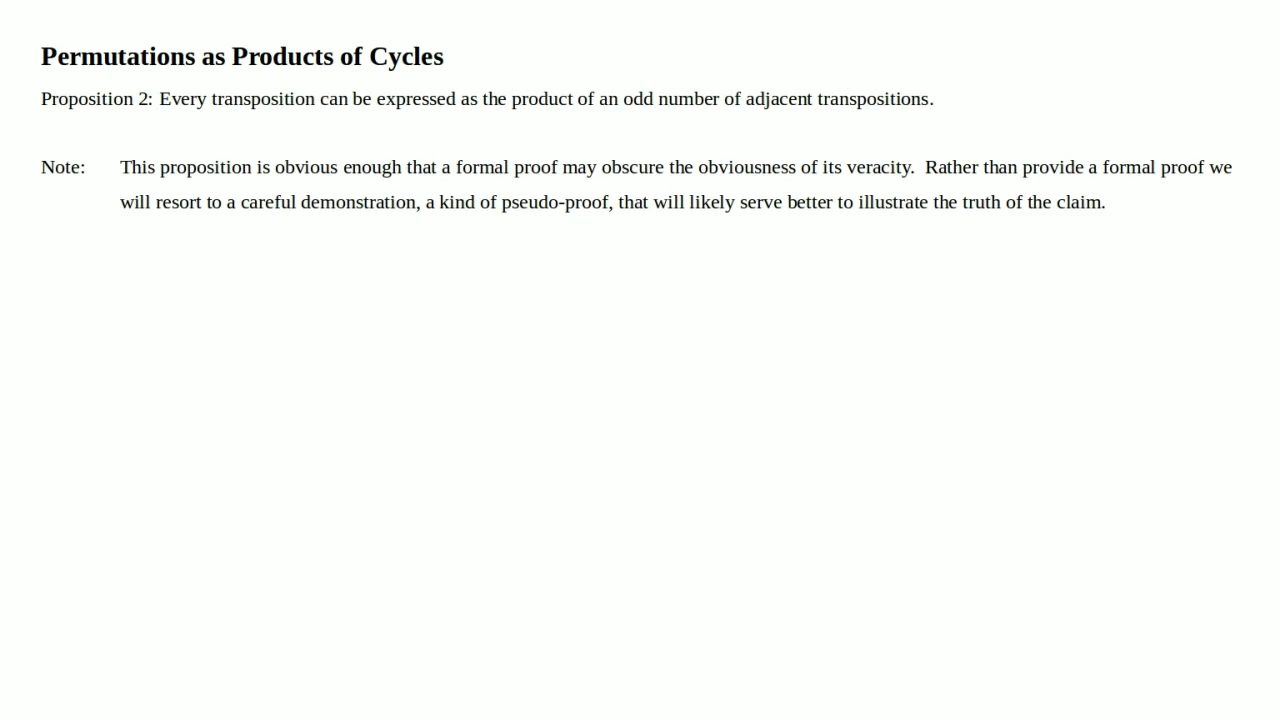 Permutations as Products of Cycles
Proposition 2: Every transposition can be expressed as the product of an odd number of adjacent transpositions.
Note: This proposition is obvious enough that a formal proof may obscure the obviousness of its veracity.  Rather than provide a formal proof we
will resort to a careful demonstration, a kind of pseudo-proof, that will likely serve better to illustrate the truth of the claim.